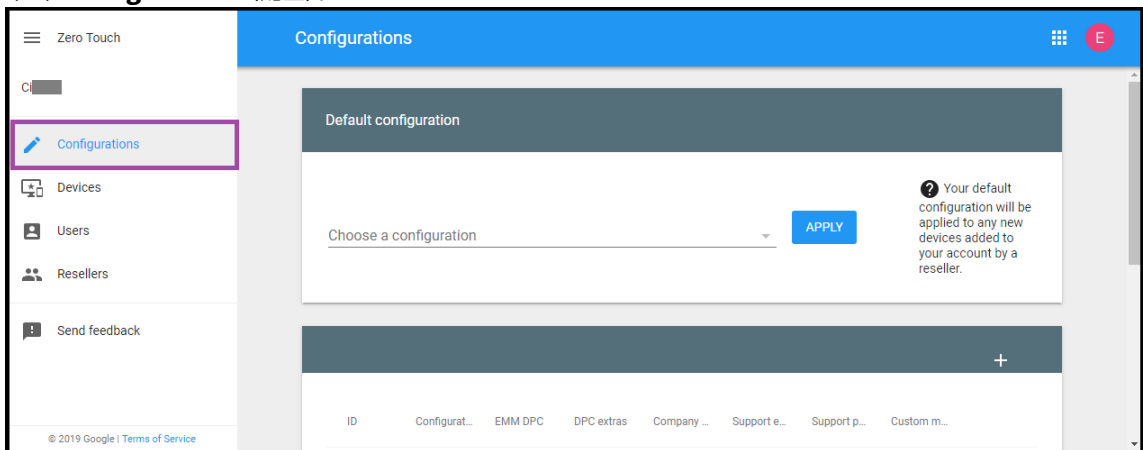 Zero Touch
Configurations
E
Ci
Configurations
Devices
Users
Resellers
Send feedback
© 2019 Google | Terms of Service
Default configuration
Choose a configuration
APPLY
? Your default
configuration will be
applied to any new
devices added to
your account by a
reseller.
+
ID Configurat... EMM DPC DPC extras Company ... Support e... Support p... Custom m...